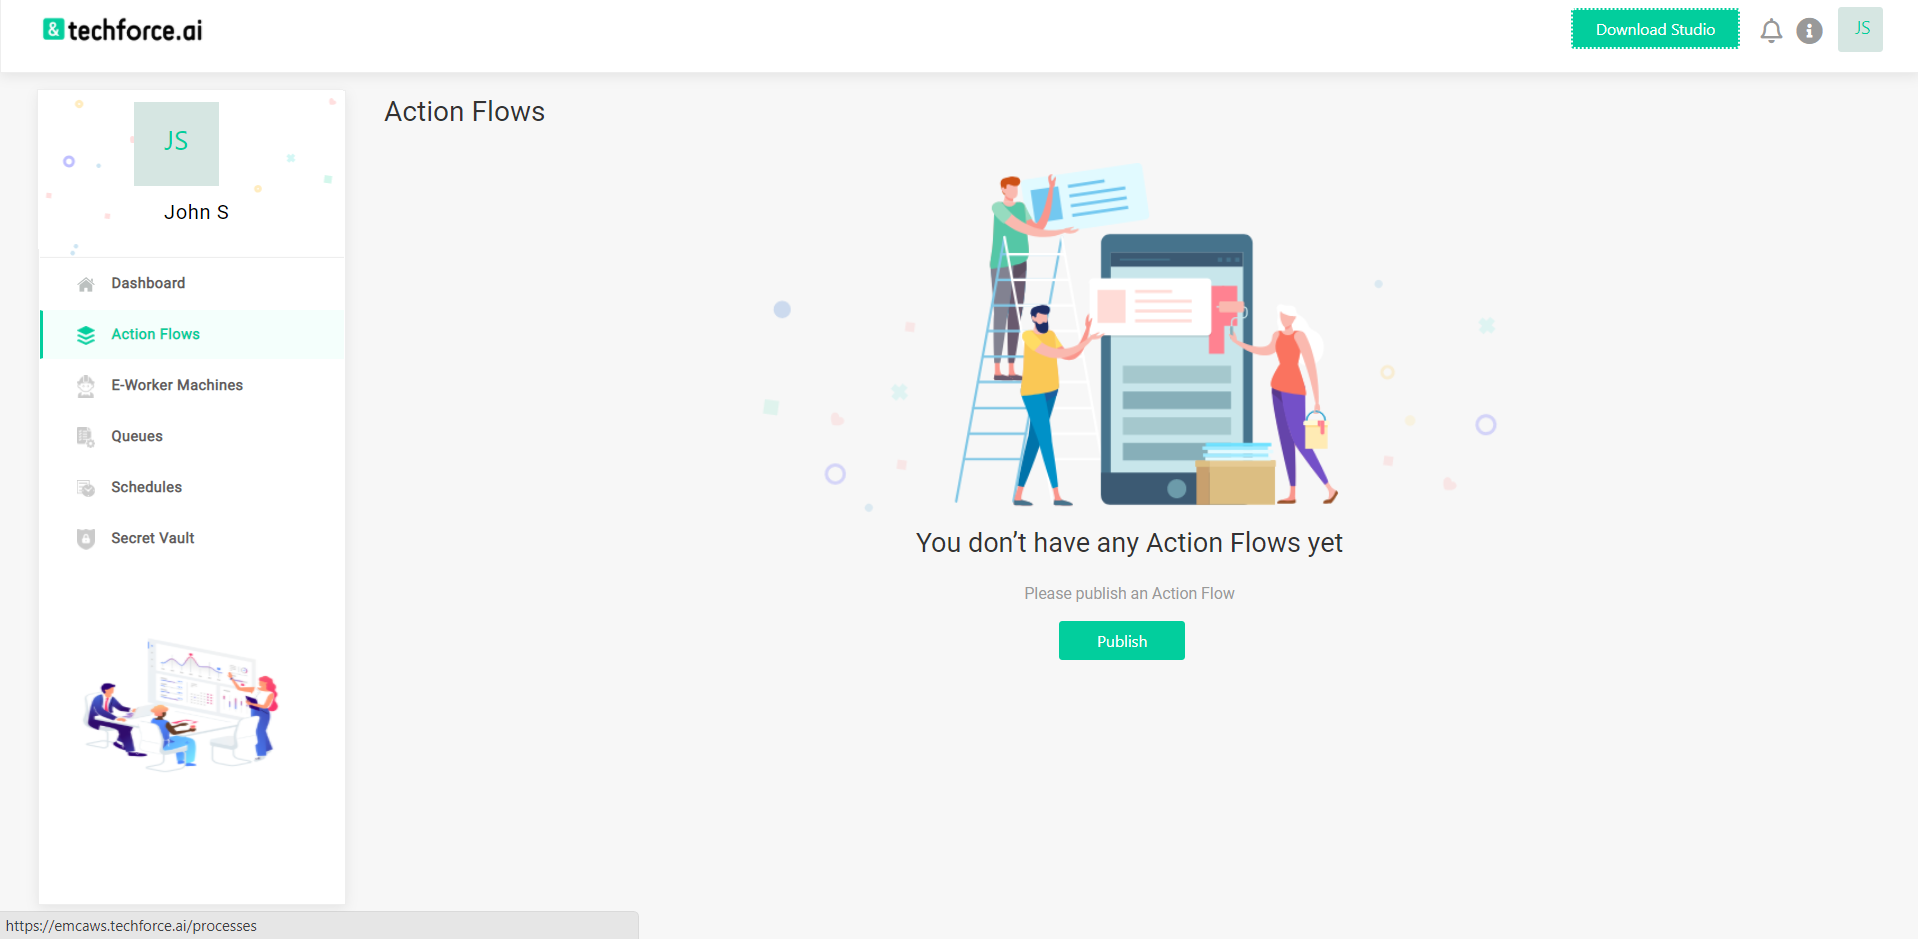 & techforce.ai
Download Studio
JS
JS
John S
Dashboard
Action Flows
E-Worker Machines
Queues
Schedules
Secret Vault
Action Flows
You don’t have any Action Flows yet
Please publish an Action Flow
Publish
https://emcaws.techforce.ai/processes